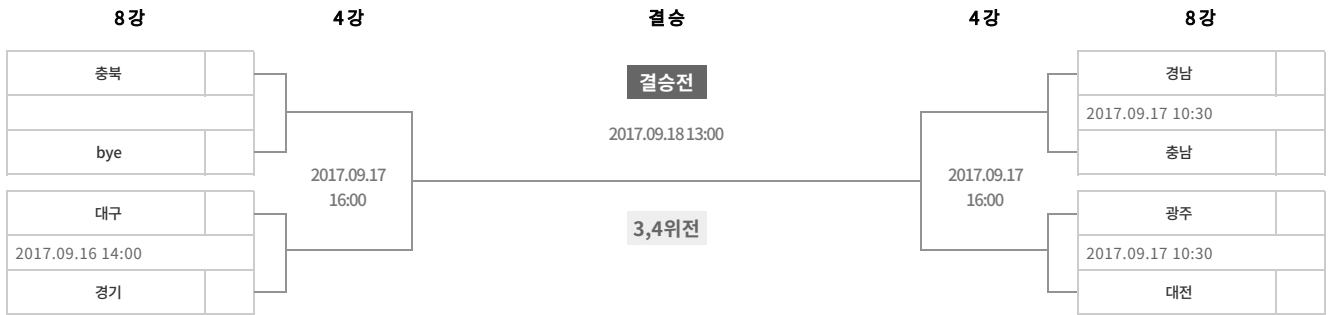 8강 4강 결승 4강 8강
충북
bye
대구
2017.09.16 14:00
경기
2017.09.17
16:00
결승전
2017.09.18 13:00
3,4위전
2017.09.17
16:00
경남
2017.09.17 10:30
충남
광주
2017.09.17 10:30
대전